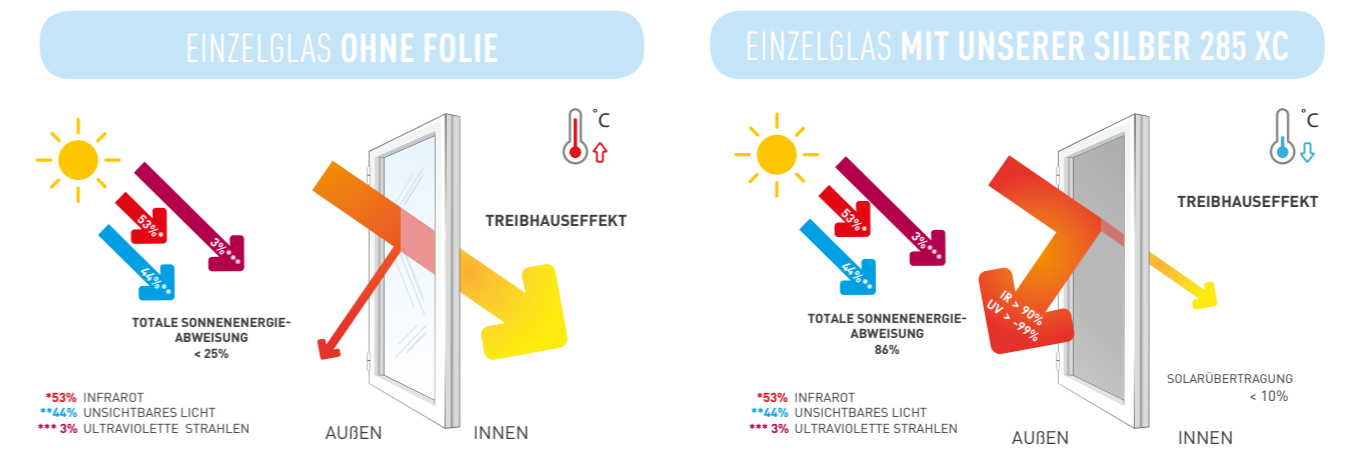 EINZELGLAS OHNE FOLIE
°C
53%*
3%***
44%**
TREIBHAUSEFFEKT
TOTALE SONNENENERGIE-
ABWEISUNG
< 25%
*53% INFRAROT
**44% UNSICHTBARES LICHT
*** 3% ULTRAVIOLETTE STRAHLEN
AUßEN
INNEN
EINZELGLAS MIT UNSERER SILBER 285 XC
°C
53%*
3%***
44%**
TREIBHAUSEFFEKT
IR > 90%
UV > -99%
TOTALE SONNENENERGIE-
ABWEISUNG
86%
SOLARÜBERTRAGUNG
< 10%
*53% INFRAROT
**44% UNSICHTBARES LICHT
*** 3% ULTRAVIOLETTE STRAHLEN
AUßEN
INNEN